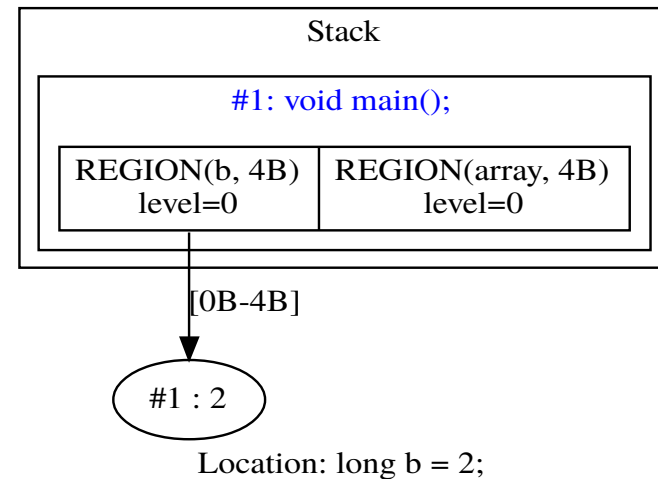 Stack
#1: void main();
REGION(b, 4B)
level=0
REGION(array, 4B)
level=0
[0B-4B]
#1 : 2
Location: long b = 2;